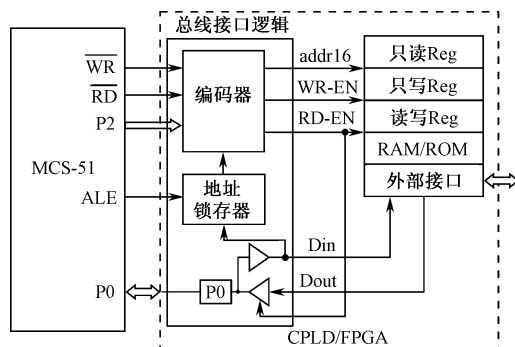 总线接口逻辑
MCS-51
WR
RD
P2
ALE
P0
编码器
地址
锁存器
P0
addr16
WR-EN
RD-EN
Din
Dout
只读Reg
只写Reg
读写Reg
RAM/ROM
外部接口
CPLD/FPGA